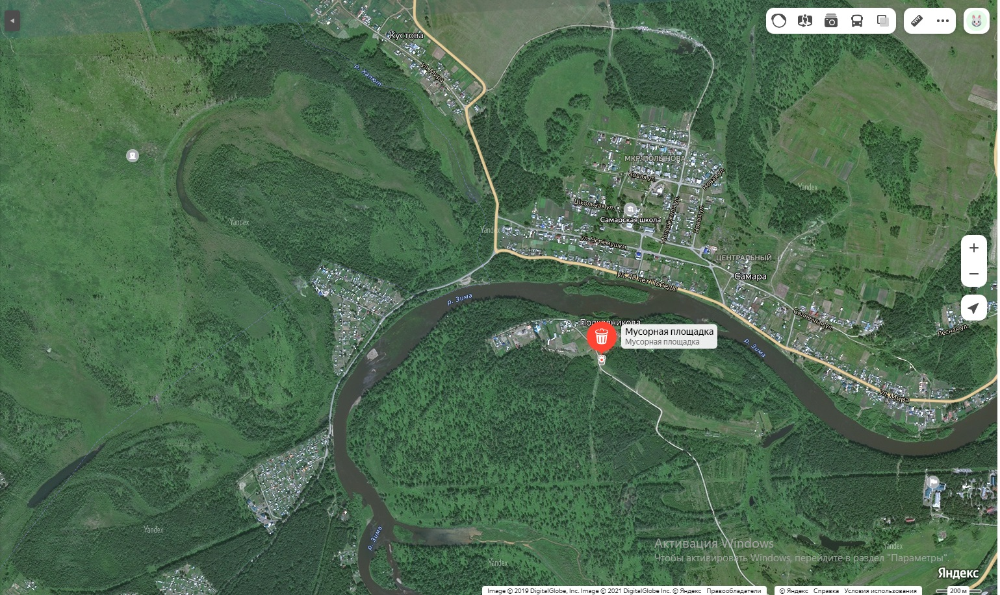 Кустова
ул. Мира
р. Халют
МКР. ПОЛЫНОВА
Новая ул.
Новая ул.
Yandex
Школьная ул.
Самарская школа
Молодёжная ул.
Новая ул.
Yandex
Yandex
ул. Черёмушки
ЦЕНТРАЛЬНЫЙ
Самара
ул. 40 лет Победы
р. Зима
Солнечная ул.
Лесная ул.
Полковникова
Мусорная площадка
Мусорная площадка
р. Зима
ул. Мира
р. Зима
Yandex
Yandex
Yandex
Активация Windows
Чтобы активировать Windows, перейдите в раздел "Параметры".
Яндекс
Image © 2019 DigitalGlobe, Inc. Image © 2021 DigitalGlobe Inc. © Яндекс Правообладатели
© Яндекс Справка Условия использования
200 м